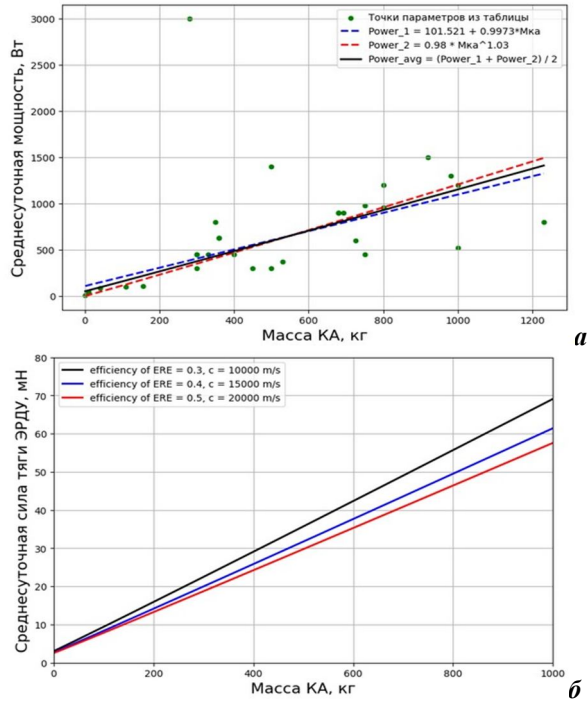 3000
2500
2000
1500
1000
500
0
Среднесуточная мощность, Вт
Точки параметров из таблицы
Power_1 = 101.521 + 0.9973*Мка
Power_2 = 0.98 * Мка^1.03
Power_avg = (Power_1 + Power_2) / 2
0 200 400 600 800 1000 1200
Масса КА, кг
а
80
70
60
50
40
30
20
10
0
Среднесуточная сила тяги ЭРДУ, мН
efficiency of ERE = 0.3, c = 10000 m/s
efficiency of ERE = 0.4, c = 15000 m/s
efficiency of ERE = 0.5, c = 20000 m/s
0 200 400 600 800 1000
Масса КА, кг
б